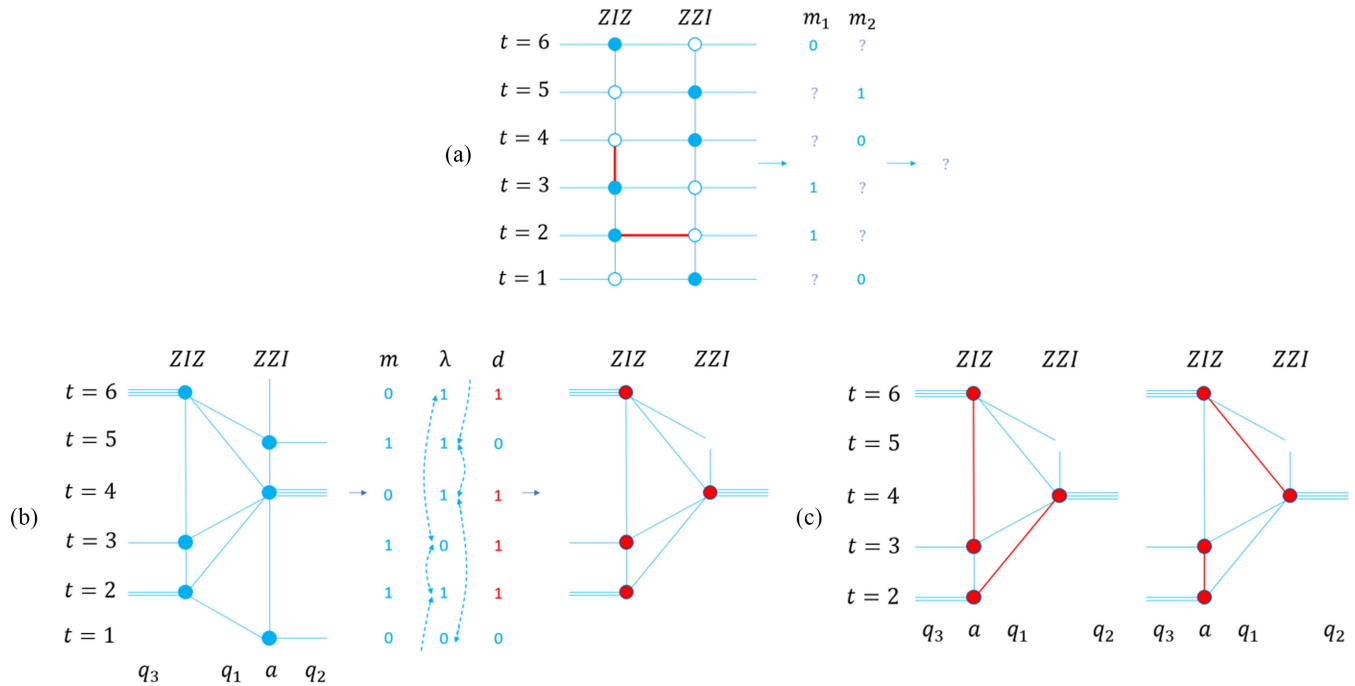 ZIZ ZZI m₁ m₂
t = 6 0 ?
t = 5 ? 1
t = 4 ? 0
(a) ?
t = 3 1 ?
t = 2 1 ?
t = 1 ? 0
ZIZ ZZI m λ d ZIZ ZZI
t = 6 0 1 1
t = 5 1 1 0
t = 4 0 1 1
(b)
t = 3 1 0 1
t = 2 1 1 1
t = 1 0 0 0
q₃ q₁ a q₂
ZIZ ZZI ZIZ ZZI
t = 6
t = 5
t = 4
(c)
t = 3
t = 2
q₃ a q₁ q₂ q₃ a q₁ q₂